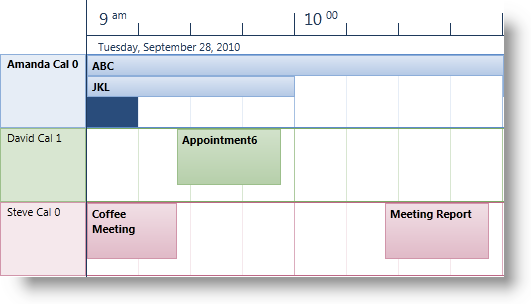 9 am 10 00
Tuesday, September 28, 2010
Amanda Cal 0 ABC
JKL
David Cal 1 Appointment6
Steve Cal 0 Coffee Meeting Report
Meeting